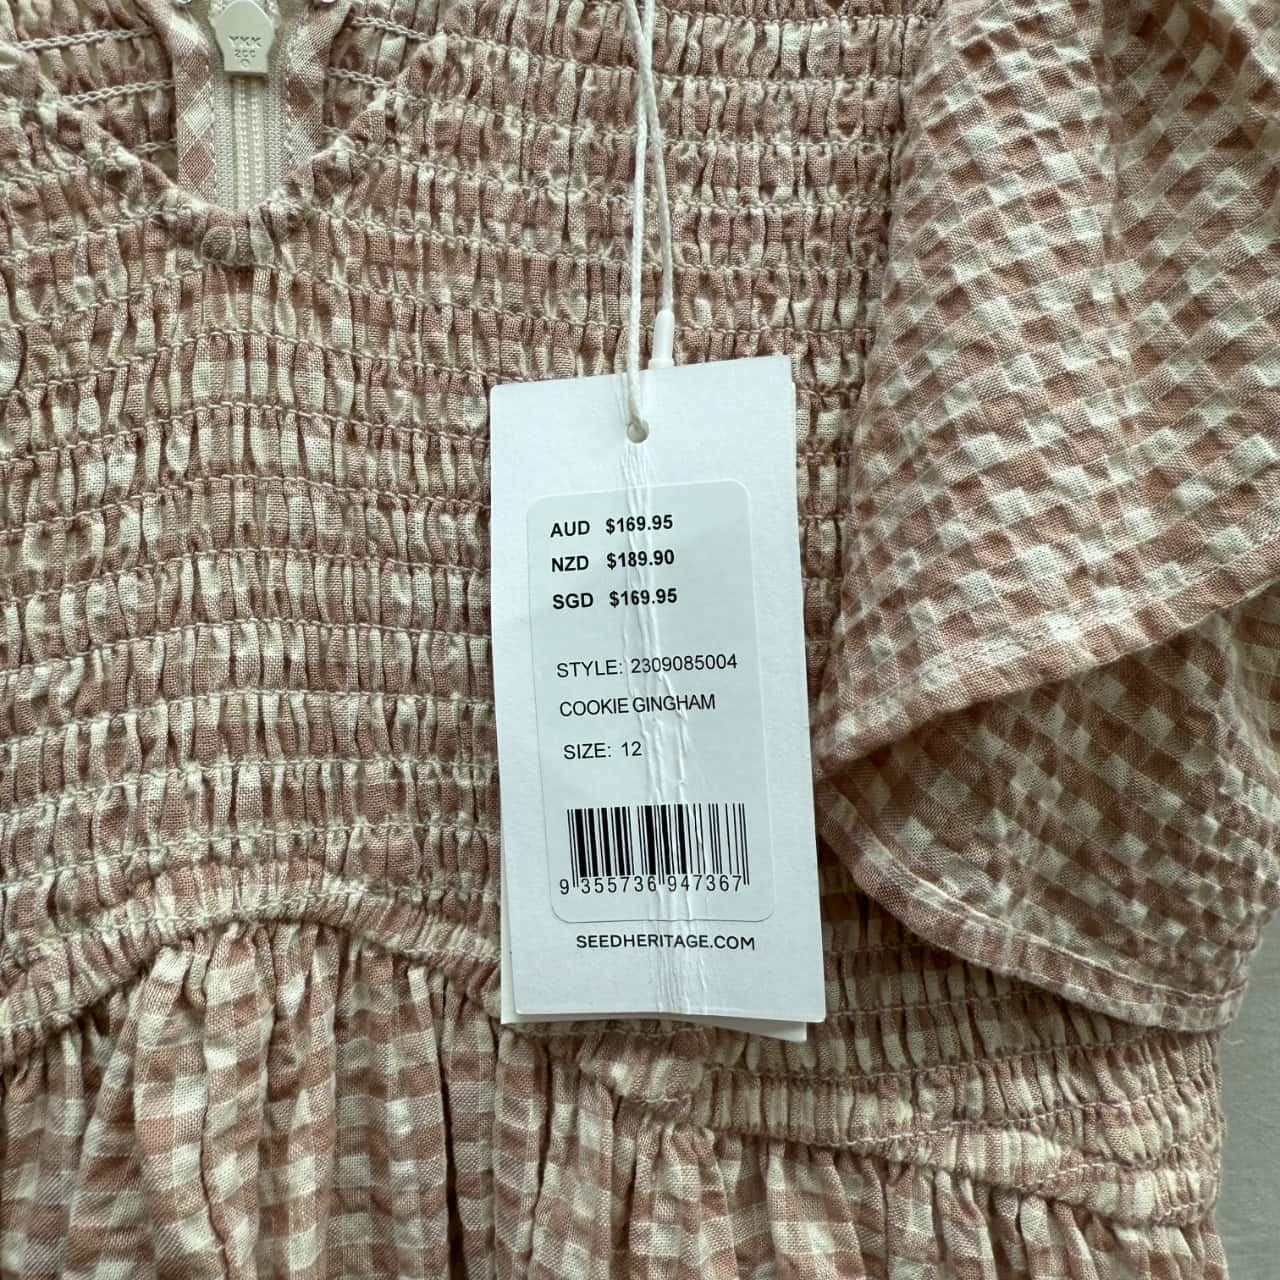 YKK
AUD $169.95
NZD $189.90
SGD $169.95
STYLE: 2309085004
COOKIE GINGHAM
SIZE: 12
9 355736 947367
SEEDHERITAGE.COM